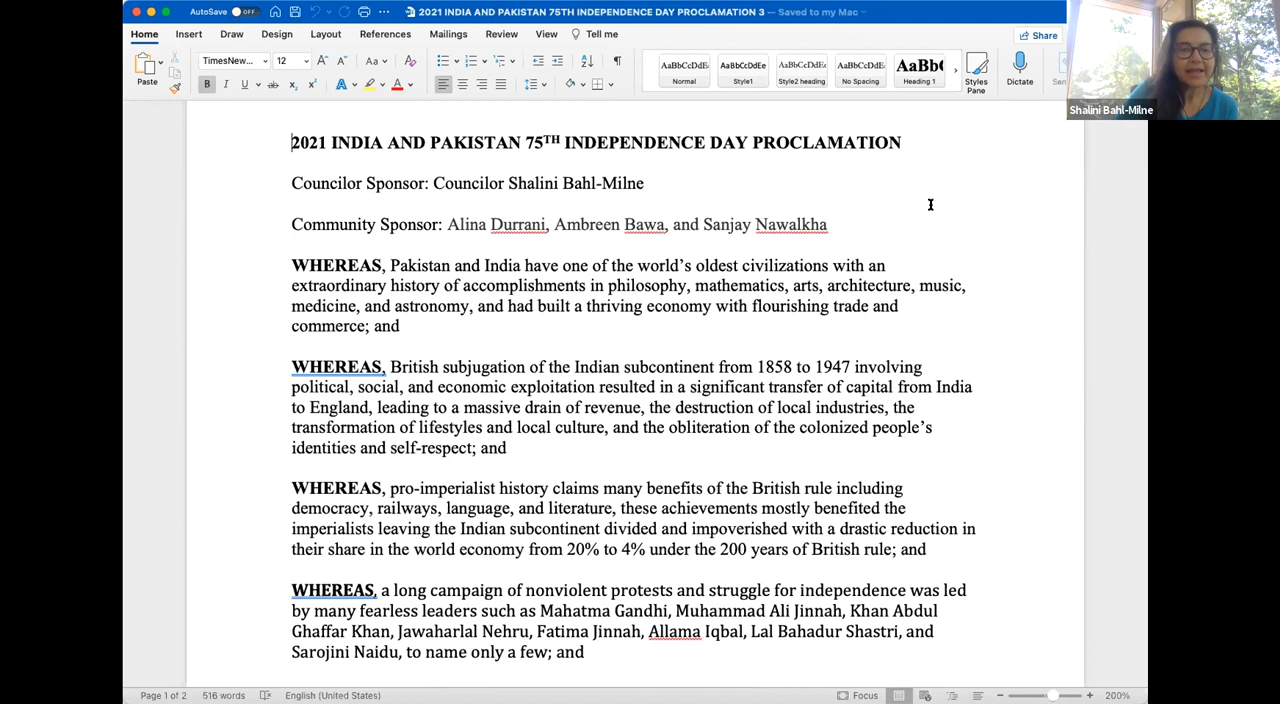 AutoSave OFF 2021 INDIA AND PAKISTAN 75TH INDEPENDENCE DAY PROCLAMATION 3 — Saved to my Mac
Home Insert Draw Design Layout References Mailings Review View Tell me Share
Paste TimesNew... 12 A^ A˅ Aa
B I U ab x₂ x² A A
AaBbCcDdE AaBbCcDdEe AaBbCcDdE AaBbCcDdE AaBb(
Normal Style1 Style2 heading No Spacing Heading 1 Styles Pane Dictate
Shalini Bahl-Milne
2021 INDIA AND PAKISTAN 75TH INDEPENDENCE DAY PROCLAMATION
Councilor Sponsor: Councilor Shalini Bahl-Milne
Community Sponsor: Alina Durrani, Ambreen Bawa, and Sanjay Nawalkha
WHEREAS, Pakistan and India have one of the world's oldest civilizations with an
extraordinary history of accomplishments in philosophy, mathematics, arts, architecture, music,
medicine, and astronomy, and had built a thriving economy with flourishing trade and
commerce; and
WHEREAS, British subjugation of the Indian subcontinent from 1858 to 1947 involving
political, social, and economic exploitation resulted in a significant transfer of capital from India
to England, leading to a massive drain of revenue, the destruction of local industries, the
transformation of lifestyles and local culture, and the obliteration of the colonized people's
identities and self-respect; and
WHEREAS, pro-imperialist history claims many benefits of the British rule including
democracy, railways, language, and literature, these achievements mostly benefited the
imperialists leaving the Indian subcontinent divided and impoverished with a drastic reduction in
their share in the world economy from 20% to 4% under the 200 years of British rule; and
WHEREAS, a long campaign of nonviolent protests and struggle for independence was led
by many fearless leaders such as Mahatma Gandhi, Muhammad Ali Jinnah, Khan Abdul
Ghaffar Khan, Jawaharlal Nehru, Fatima Jinnah, Allama Iqbal, Lal Bahadur Shastri, and
Sarojini Naidu, to name only a few; and
Page 1 of 2 516 words English (United States) Focus 200%